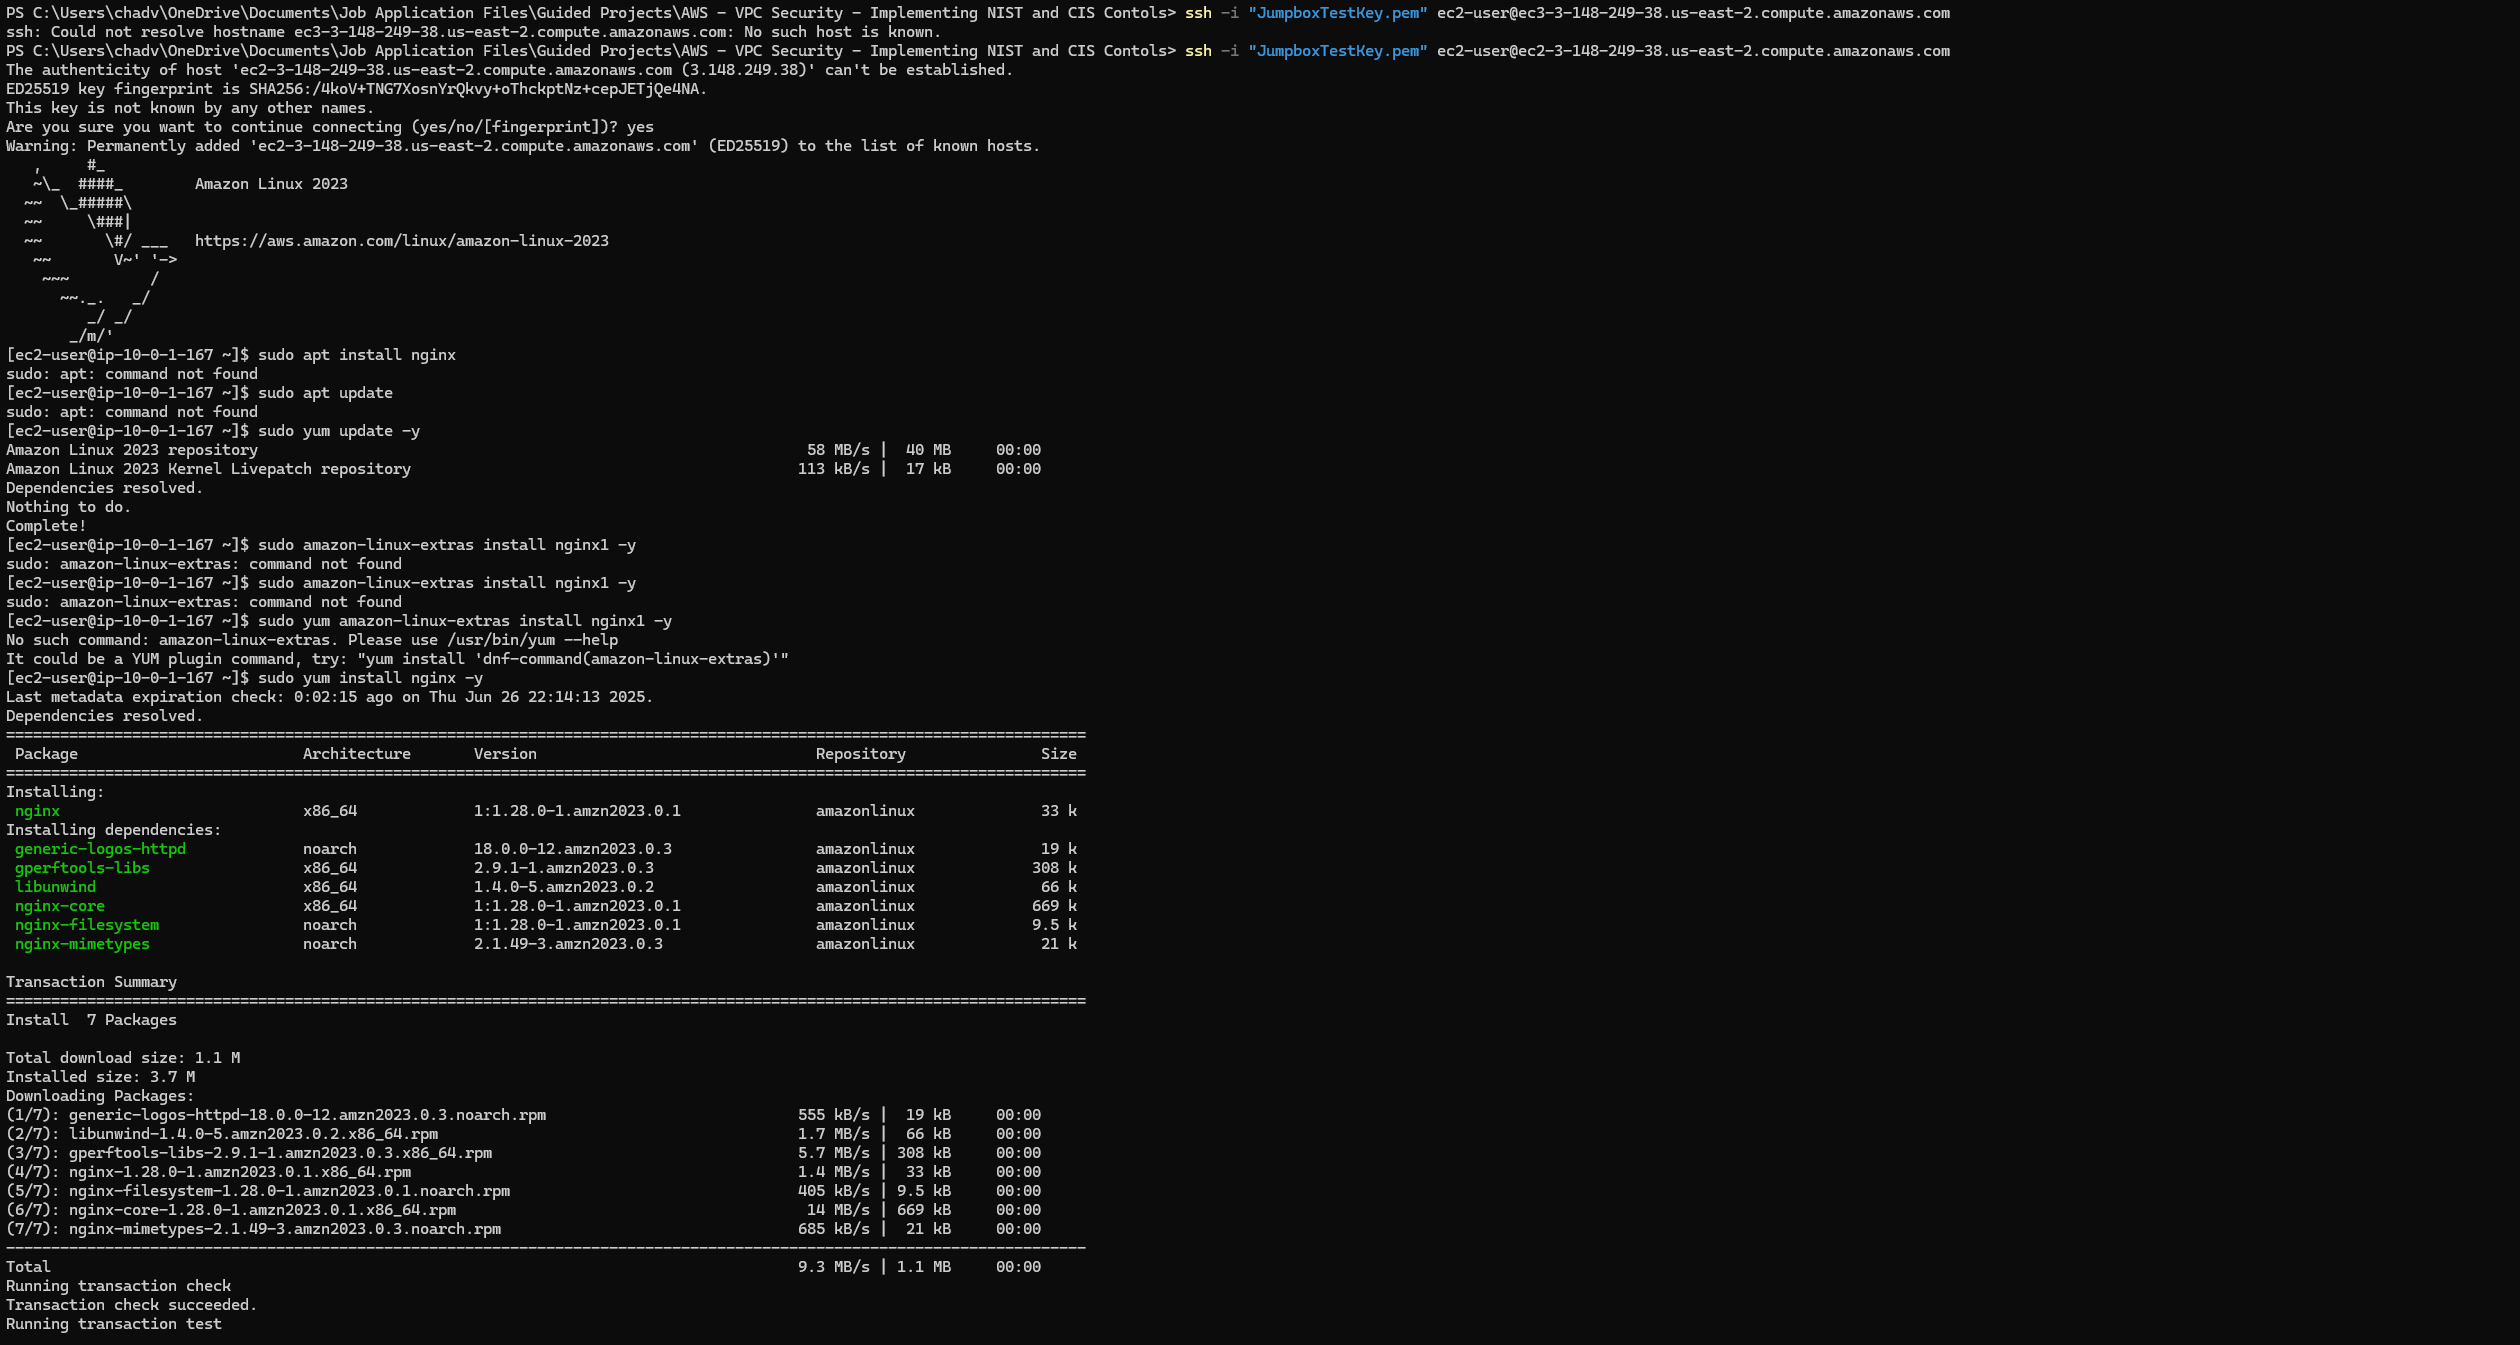 PS C:\Users\chadv\OneDrive\Documents\Job Application Files\Guided Projects\AWS - VPC Security - Implementing NIST and CIS Contols> ssh -i "JumpboxTestKey.pem" ec2-user@ec3-3-148-249-38.us-east-2.compute.amazonaws.com
ssh: Could not resolve hostname ec3-3-148-249-38.us-east-2.compute.amazonaws.com: No such host is known.
PS C:\Users\chadv\OneDrive\Documents\Job Application Files\Guided Projects\AWS - VPC Security - Implementing NIST and CIS Contols> ssh -i "JumpboxTestKey.pem" ec2-user@ec2-3-148-249-38.us-east-2.compute.amazonaws.com
The authenticity of host 'ec2-3-148-249-38.us-east-2.compute.amazonaws.com (3.148.249.38)' can't be established.
ED25519 key fingerprint is SHA256:/4koV+TNG7XosnYrQkvy+oThckptNz+cepJETjQe4NA.
This key is not known by any other names.
Are you sure you want to continue connecting (yes/no/[fingerprint])? yes
Warning: Permanently added 'ec2-3-148-249-38.us-east-2.compute.amazonaws.com' (ED25519) to the list of known hosts.
   ,     #_
   ~\_  ####_        Amazon Linux 2023
  ~~  \_#####\
  ~~     \###|
  ~~       \#/ ___   https://aws.amazon.com/linux/amazon-linux-2023
   ~~       V~' '->
    ~~~         /
      ~~._.   _/
         _/ _/
       _/m/'
[ec2-user@ip-10-0-1-167 ~]$ sudo apt install nginx
sudo: apt: command not found
[ec2-user@ip-10-0-1-167 ~]$ sudo apt update
sudo: apt: command not found
[ec2-user@ip-10-0-1-167 ~]$ sudo yum update -y
Amazon Linux 2023 repository                                 58 MB/s |  40 MB     00:00
Amazon Linux 2023 Kernel Livepatch repository               113 kB/s |  17 kB     00:00
Dependencies resolved.
Nothing to do.
Complete!
[ec2-user@ip-10-0-1-167 ~]$ sudo amazon-linux-extras install nginx1 -y
sudo: amazon-linux-extras: command not found
[ec2-user@ip-10-0-1-167 ~]$ sudo amazon-linux-extras install nginx1 -y
sudo: amazon-linux-extras: command not found
[ec2-user@ip-10-0-1-167 ~]$ sudo yum amazon-linux-extras install nginx1 -y
No such command: amazon-linux-extras. Please use /usr/bin/yum --help
It could be a YUM plugin command, try: "yum install 'dnf-command(amazon-linux-extras)'"
[ec2-user@ip-10-0-1-167 ~]$ sudo yum install nginx -y
Last metadata expiration check: 0:02:15 ago on Thu Jun 26 22:14:13 2025.
Dependencies resolved.
========================================================================
 Package             Architecture       Version                    Repository        Size
========================================================================
Installing:
 nginx               x86_64             1:1.28.0-1.amzn2023.0.1    amazonlinux       33 k
Installing dependencies:
 generic-logos-httpd noarch             18.0.0-12.amzn2023.0.3     amazonlinux       19 k
 gperftools-libs     x86_64             2.9.1-1.amzn2023.0.3       amazonlinux      308 k
 libunwind           x86_64             1.4.0-5.amzn2023.0.2       amazonlinux       66 k
 nginx-core          x86_64             1:1.28.0-1.amzn2023.0.1    amazonlinux      669 k
 nginx-filesystem    noarch             1:1.28.0-1.amzn2023.0.1    amazonlinux      9.5 k
 nginx-mimetypes     noarch             2.1.49-3.amzn2023.0.3      amazonlinux       21 k
Transaction Summary
========================================================================
Install  7 Packages
Total download size: 1.1 M
Installed size: 3.7 M
Downloading Packages:
(1/7): generic-logos-httpd-18.0.0-12.amzn2023.0.3.noarch.rpm    555 kB/s |  19 kB     00:00
(2/7): libunwind-1.4.0-5.amzn2023.0.2.x86_64.rpm                1.7 MB/s |  66 kB     00:00
(3/7): gperftools-libs-2.9.1-1.amzn2023.0.3.x86_64.rpm          5.7 MB/s | 308 kB     00:00
(4/7): nginx-1.28.0-1.amzn2023.0.1.x86_64.rpm                   1.4 MB/s |  33 kB     00:00
(5/7): nginx-filesystem-1.28.0-1.amzn2023.0.1.noarch.rpm        405 kB/s | 9.5 kB     00:00
(6/7): nginx-core-1.28.0-1.amzn2023.0.1.x86_64.rpm               14 MB/s | 669 kB     00:00
(7/7): nginx-mimetypes-2.1.49-3.amzn2023.0.3.noarch.rpm         685 kB/s |  21 kB     00:00
------------------------------------------------------------------------
Total                                                           9.3 MB/s | 1.1 MB     00:00
Running transaction check
Transaction check succeeded.
Running transaction test